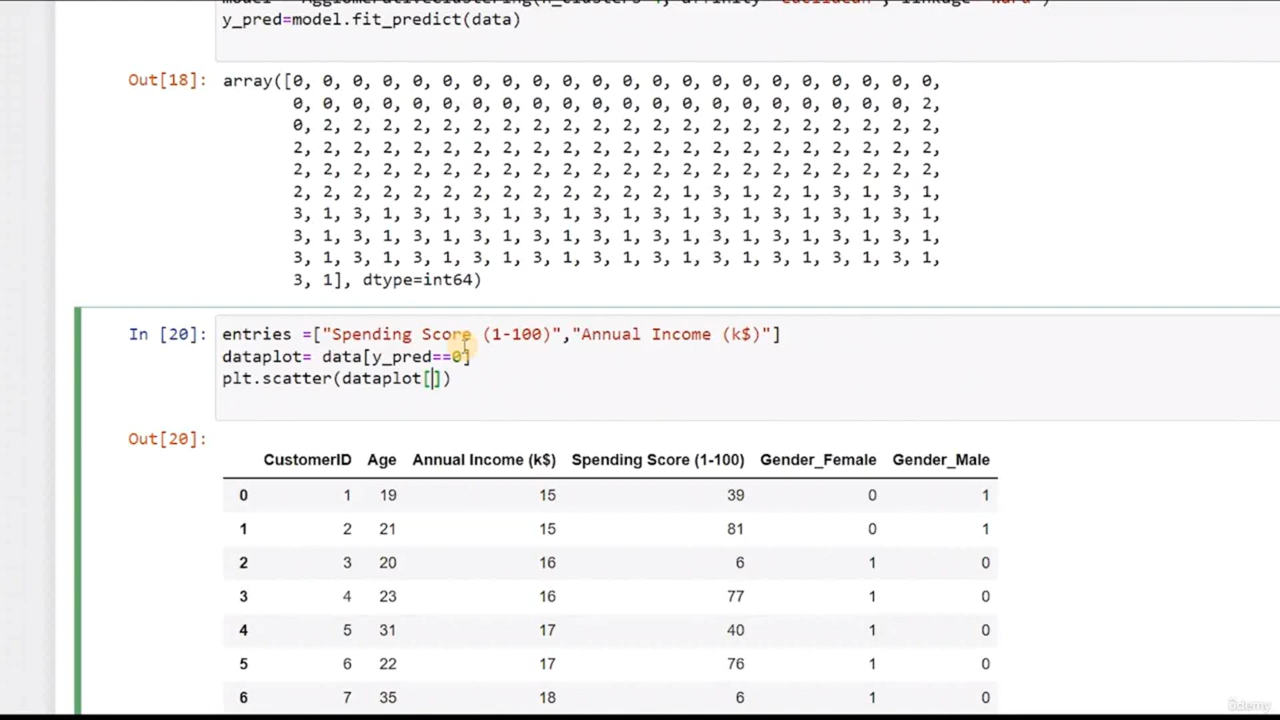 y_pred=model.fit_predict(data)
Out[18]: array([0, 0, 0, 0, 0, 0, 0, 0, 0, 0, 0, 0, 0, 0, 0, 0, 0, 0, 0, 0, 0, 0,
0, 0, 0, 0, 0, 0, 0, 0, 0, 0, 0, 0, 0, 0, 0, 0, 0, 0, 0, 0, 0, 2,
0, 2, 2, 2, 2, 2, 2, 2, 2, 2, 2, 2, 2, 2, 2, 2, 2, 2, 2, 2, 2, 2,
2, 2, 2, 2, 2, 2, 2, 2, 2, 2, 2, 2, 2, 2, 2, 2, 2, 2, 2, 2, 2, 2,
2, 2, 2, 2, 2, 2, 2, 2, 2, 2, 2, 2, 2, 2, 2, 2, 2, 2, 2, 2, 2, 2,
2, 2, 2, 2, 2, 2, 2, 2, 2, 2, 2, 2, 2, 1, 3, 1, 2, 1, 3, 1, 3, 1,
3, 1, 3, 1, 3, 1, 3, 1, 3, 1, 3, 1, 3, 1, 3, 1, 3, 1, 3, 1, 3, 1,
3, 1, 3, 1, 3, 1, 3, 1, 3, 1, 3, 1, 3, 1, 3, 1, 3, 1, 3, 1, 3, 1,
3, 1, 3, 1, 3, 1, 3, 1, 3, 1, 3, 1, 3, 1, 3, 1, 3, 1, 3, 1, 3, 1,
3, 1], dtype=int64)
In [20]: entries =["Spending Score (1-100)","Annual Income (k$)"]
dataplot= data[y_pred==0]
plt.scatter(dataplot[])
Out[20]:
CustomerID Age Annual Income (k$) Spending Score (1-100) Gender_Female Gender_Male
0 1 19 15 39 0 1
1 2 21 15 81 0 1
2 3 20 16 6 1 0
3 4 23 16 77 1 0
4 5 31 17 40 1 0
5 6 22 17 76 1 0
6 7 35 18 6 1 0
ûdemy